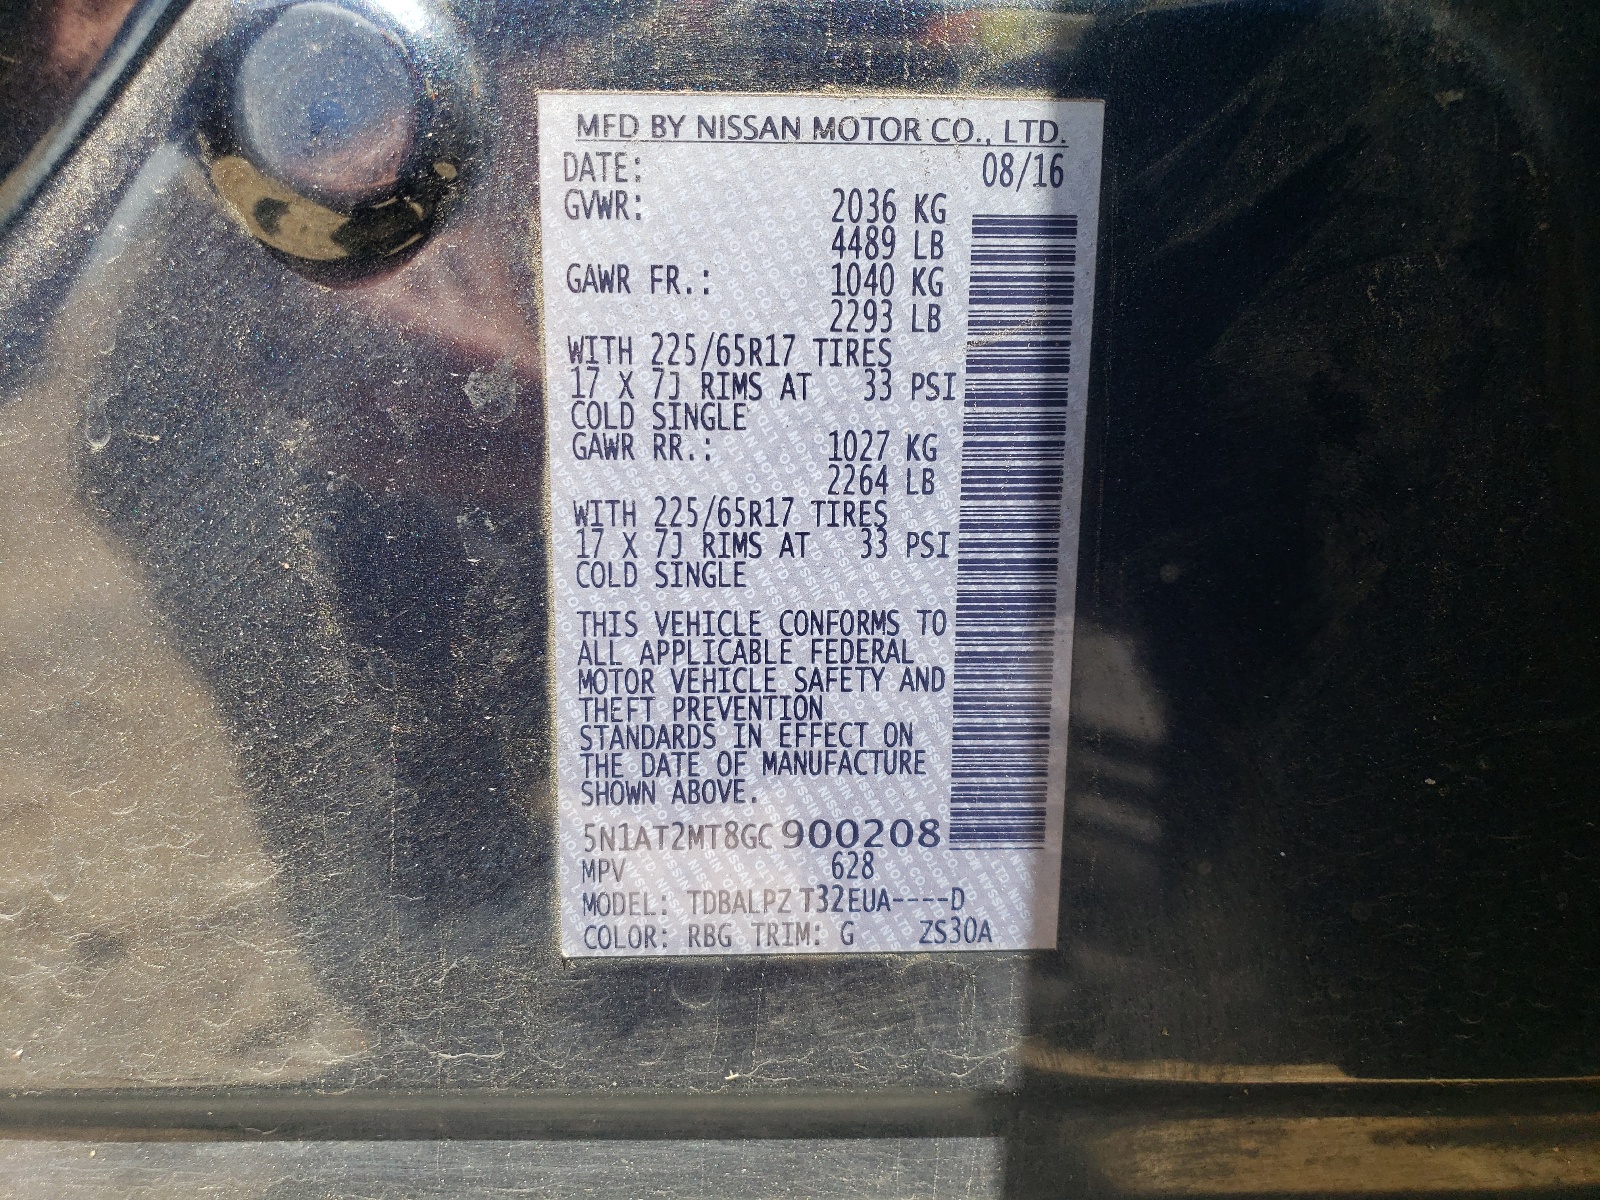 MFD BY NISSAN MOTOR CO., LTD.
DATE: 08/16
GVWR: 2036 KG
4489 LB
GAWR FR.: 1040 KG
2293 LB
WITH 225/65R17 TIRES
17 X 7J RIMS AT 33 PSI
COLD SINGLE
GAWR RR.: 1027 KG
2264 LB
WITH 225/65R17 TIRES
17 X 7J RIMS AT 33 PSI
COLD SINGLE
THIS VEHICLE CONFORMS TO
ALL APPLICABLE FEDERAL
MOTOR VEHICLE SAFETY AND
THEFT PREVENTION
STANDARDS IN EFFECT ON
THE DATE OF MANUFACTURE
SHOWN ABOVE.
5N1AT2MT8GC900208
MPV 628
MODEL: TDBALPZ T32EUA----D
COLOR: RBG TRIM: G ZS30A